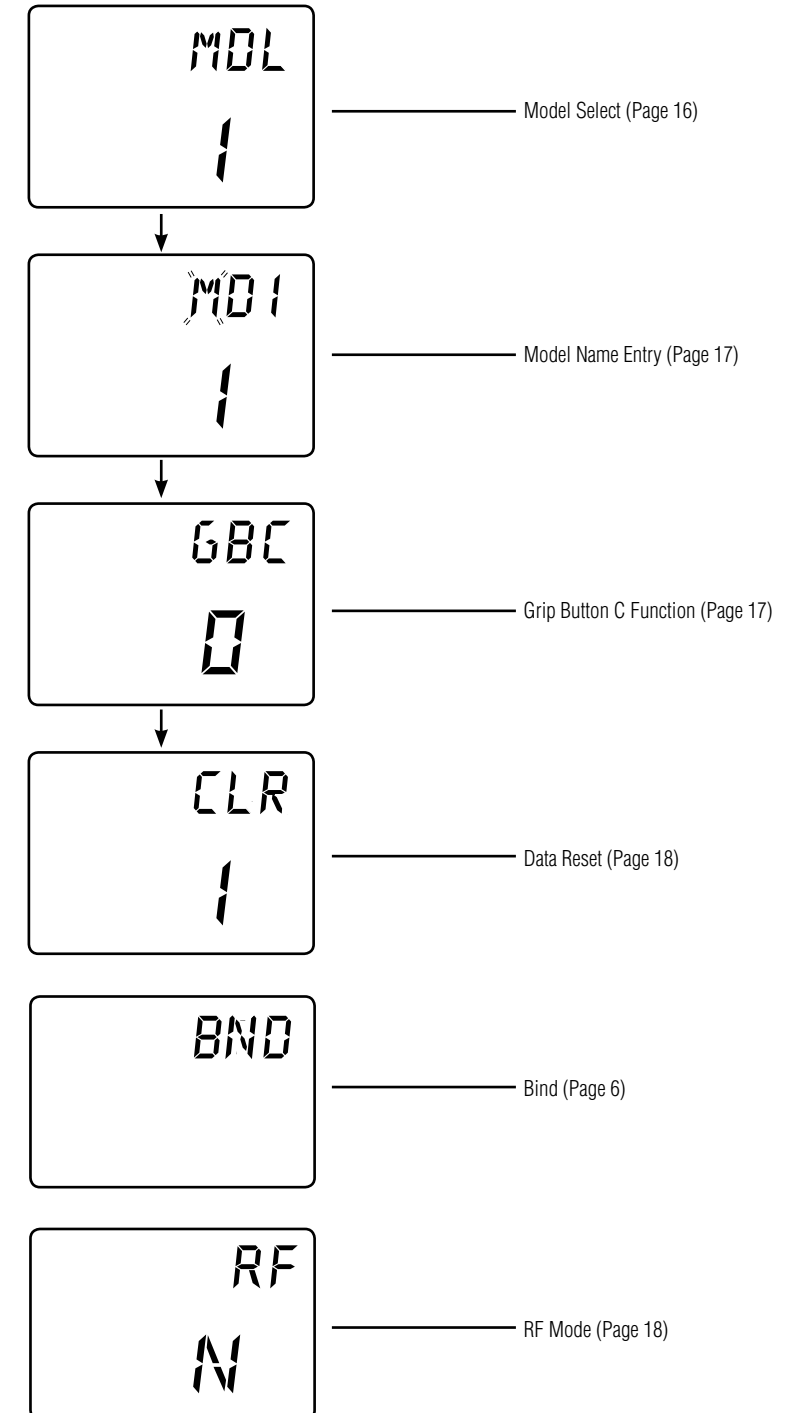 MDL
1
Model Select (Page 16)
MD1
1
Model Name Entry (Page 17)
GBC
0
Grip Button C Function (Page 17)
CLR
1
Data Reset (Page 18)
BND
Bind (Page 6)
RF
N
RF Mode (Page 18)